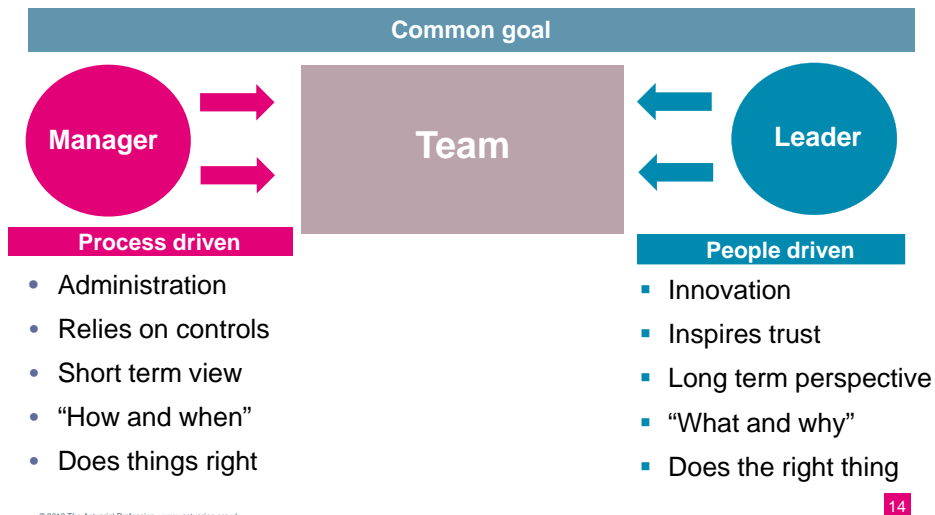 Common goal
Manager
Team
Leader
Process driven
People driven
• Administration
• Relies on controls
• Short term view
• “How and when”
• Does things right
▪ Innovation
▪ Inspires trust
▪ Long term perspective
▪ “What and why”
▪ Does the right thing
14